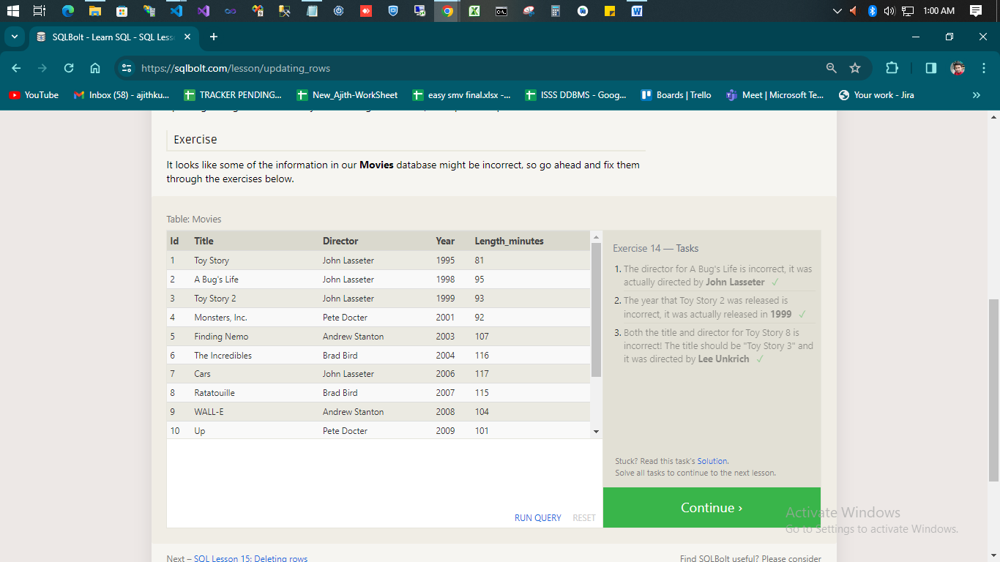 1:00 AM
SQLBolt - Learn SQL - SQL Less
https://sqlbolt.com/lesson/updating_rows
YouTube
Inbox (58) - ajithku...
TRACKER PENDING...
New_Ajith-WorkSheet
easy smv final.xlsx -...
ISSS DDBMS - Goog...
Boards | Trello
Meet | Microsoft Te...
Your work - Jira
Exercise
It looks like some of the information in our Movies database might be incorrect, so go ahead and fix them
through the exercises below.
Table: Movies
Id Title Director Year Length_minutes
1 Toy Story John Lasseter 1995 81
2 A Bug's Life John Lasseter 1998 95
3 Toy Story 2 John Lasseter 1999 93
4 Monsters, Inc. Pete Docter 2001 92
5 Finding Nemo Andrew Stanton 2003 107
6 The Incredibles Brad Bird 2004 116
7 Cars John Lasseter 2006 117
8 Ratatouille Brad Bird 2007 115
9 WALL-E Andrew Stanton 2008 104
10 Up Pete Docter 2009 101
RUN QUERY RESET
Exercise 14 — Tasks
1. The director for A Bug's Life is incorrect, it was
actually directed by John Lasseter ✓
2. The year that Toy Story 2 was released is
incorrect, it was actually released in 1999 ✓
3. Both the title and director for Toy Story 8 is
incorrect! The title should be "Toy Story 3" and
it was directed by Lee Unkrich ✓
Stuck? Read this task's Solution.
Solve all tasks to continue to the next lesson.
Continue ›
Activate Windows
Go to Settings to activate Windows.
Next – SQL Lesson 15: Deleting rows
Find SQLBolt useful? Please consider